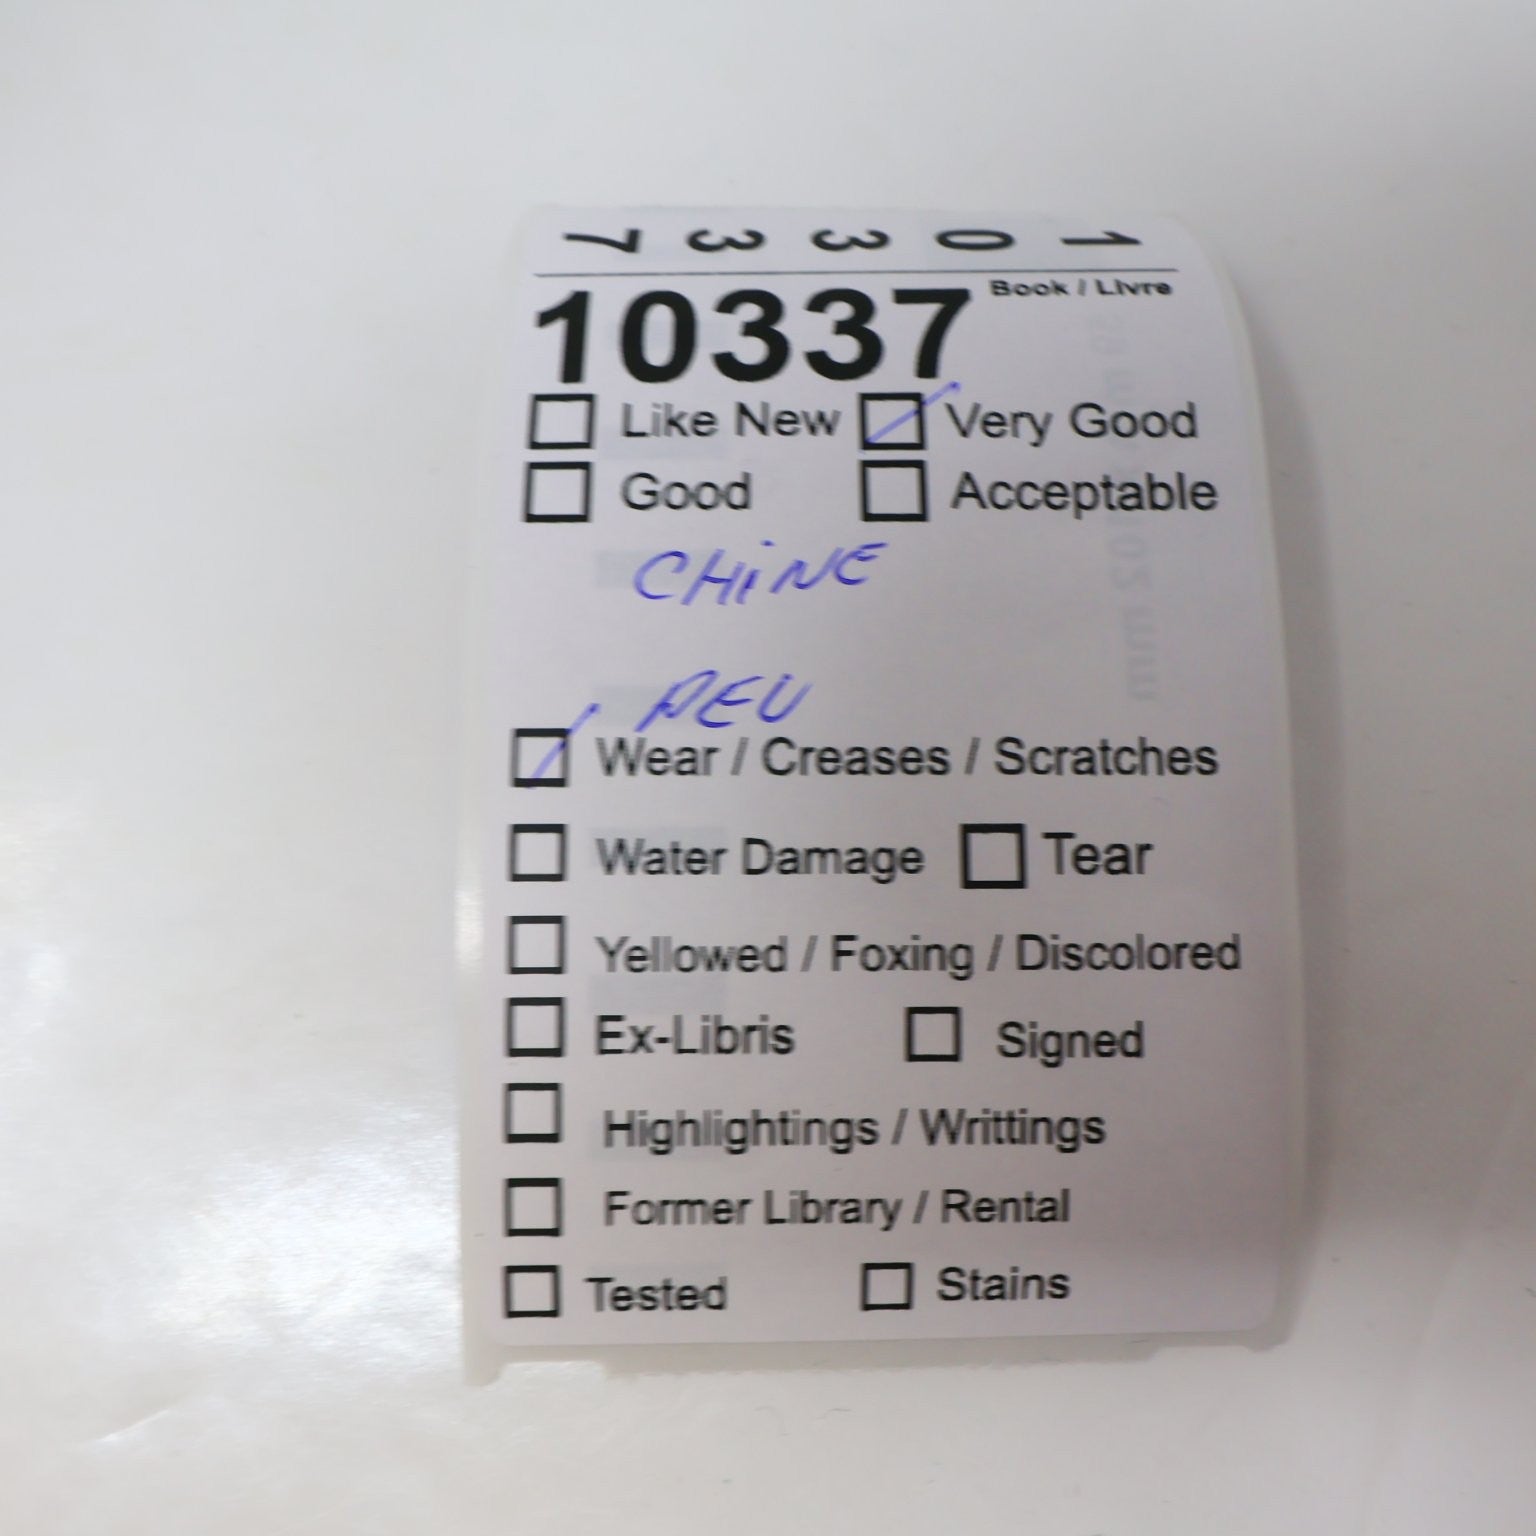 1 0 3 3 7
Book / Livre
10337
☐ Like New ☑ Very Good
☐ Good ☐ Acceptable
CHINE
PEU
☑ Wear / Creases / Scratches
☐ Water Damage ☐ Tear
☐ Yellowed / Foxing / Discolored
☐ Ex-Libris ☐ Signed
☐ Highlightings / Writtings
☐ Former Library / Rental
☐ Tested ☐ Stains